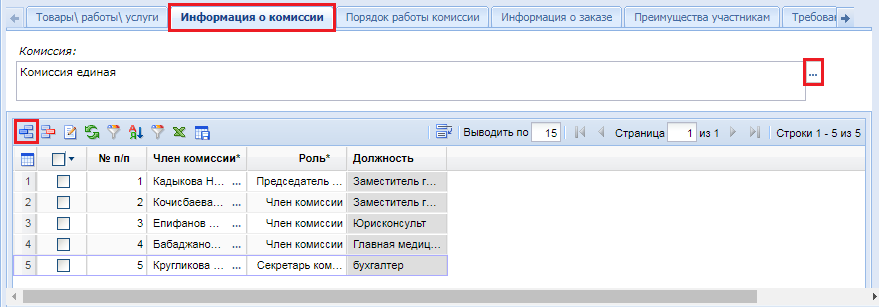 Товары\ работы\ услуги Информация о комиссии Порядок работы комиссии Информация о заказе Преимущества участникам Требован
Комиссия:
Комиссия единая ...
Выводить по 15 Страница 1 из 1 Строки 1 - 5 из 5
№ п/п Член комиссии* Роль* Должность
1 1 Кадыкова Н... ... Председатель ... Заместитель г...
2 2 Кочисбаева... ... Член комиссии Заместитель г...
3 3 Епифанов ... ... Член комиссии Юрисконсульт
4 4 Бабаджано... ... Член комиссии Главная медиц...
5 5 Кругликова ... ... Секретарь ком... бухгалтер